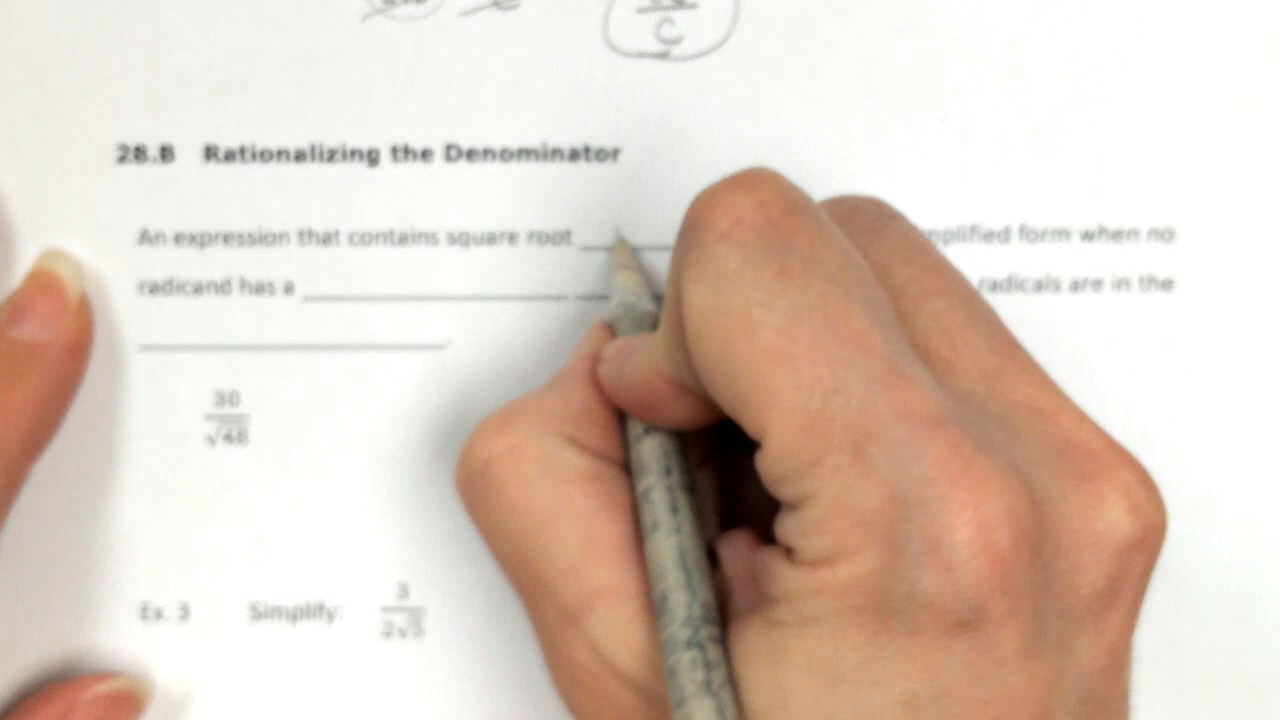 C
28.B Rationalizing the Denominator
An expression that contains square root mplified form when no
radicand has a radicals are in the
30
√48
Ex. 3 Simplify: 3
2√5